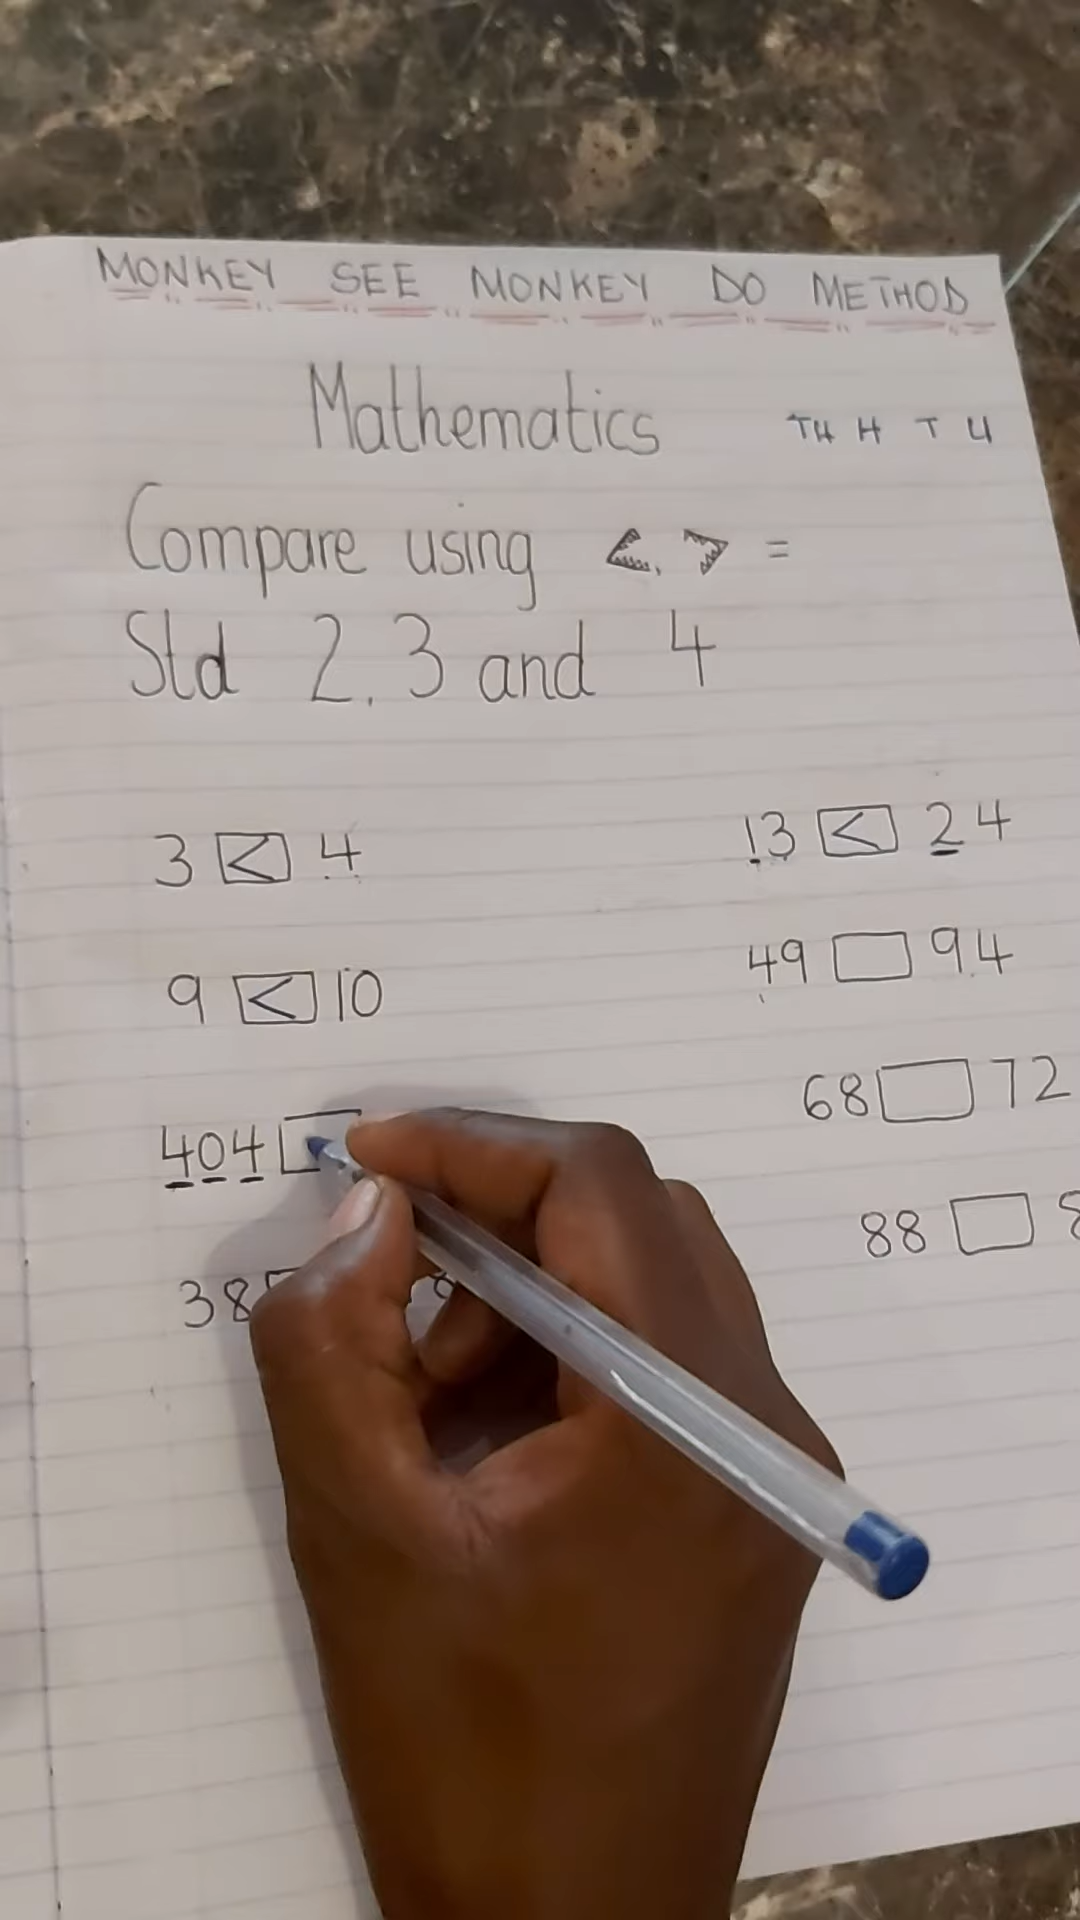 MONKEY SEE MONKEY DO METHOD
Mathematics
TH H T U
Compare using <, > =
Std 2, 3 and 4
3 < 4
13 < 24
9 < 10
49 94
404
68 72
38
88